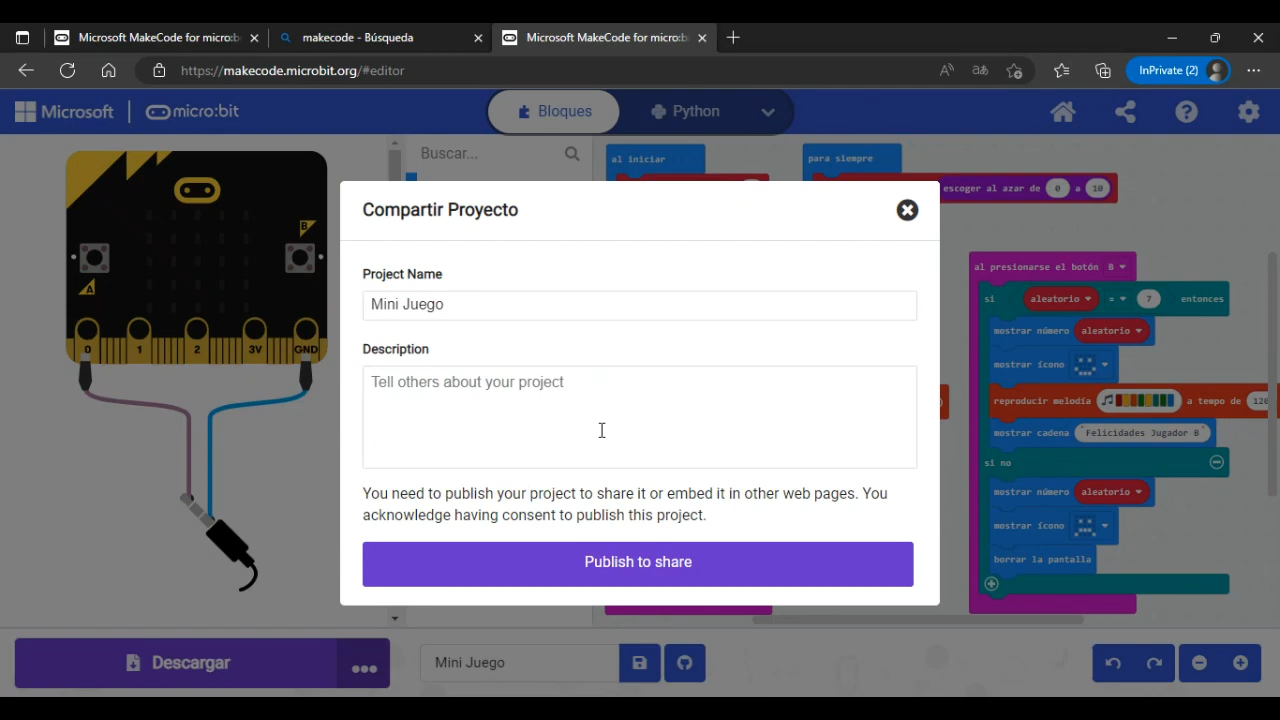 Microsoft MakeCode for micro:b
makecode - Búsqueda
Microsoft MakeCode for micro:b
https://makecode.microbit.org/#editor
InPrivate (2)
Microsoft
micro:bit
Bloques
Python
Buscar...
al iniciar
para siempre
escoger al azar de 0 a 10
Compartir Proyecto
Project Name
Mini Juego
Description
Tell others about your project
You need to publish your project to share it or embed it in other web pages. You
acknowledge having consent to publish this project.
Publish to share
B
A
0 1 2 3V GND
al presionarse el botón B
si aleatorio = 7 entonces
mostrar número aleatorio
mostrar ícono
reproducir melodía a tempo de 120
mostrar cadena "Felicidades Jugador B"
si no
mostrar número aleatorio
mostrar ícono
borrar la pantalla
Descargar
Mini Juego